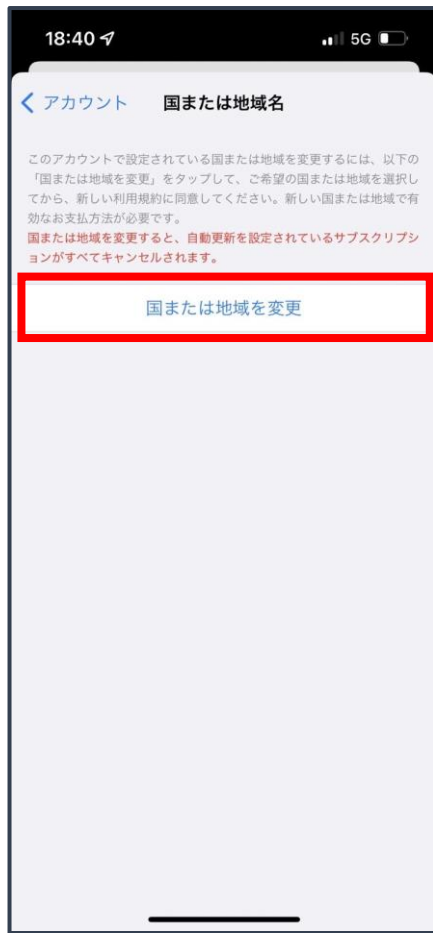 18:40 5G
アカウント 国または地域名
このアカウントで設定されている国または地域を変更するには、以下の
「国または地域を変更」をタップして、ご希望の国または地域を選択し
てから、新しい利用規約に同意してください。新しい国または地域で有
効なお支払方法が必要です。
国または地域を変更すると、自動更新を設定されているサブスクリプシ
ョンがすべてキャンセルされます。
国または地域を変更